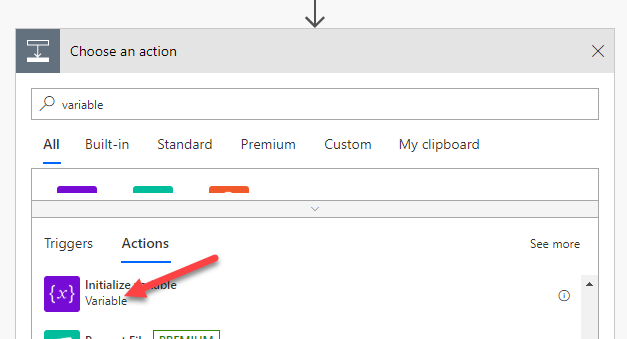 Choose an action
variable
All Built-in Standard Premium Custom My clipboard
Triggers Actions See more
Initialize variable
{x}
Variable
PREMIUM